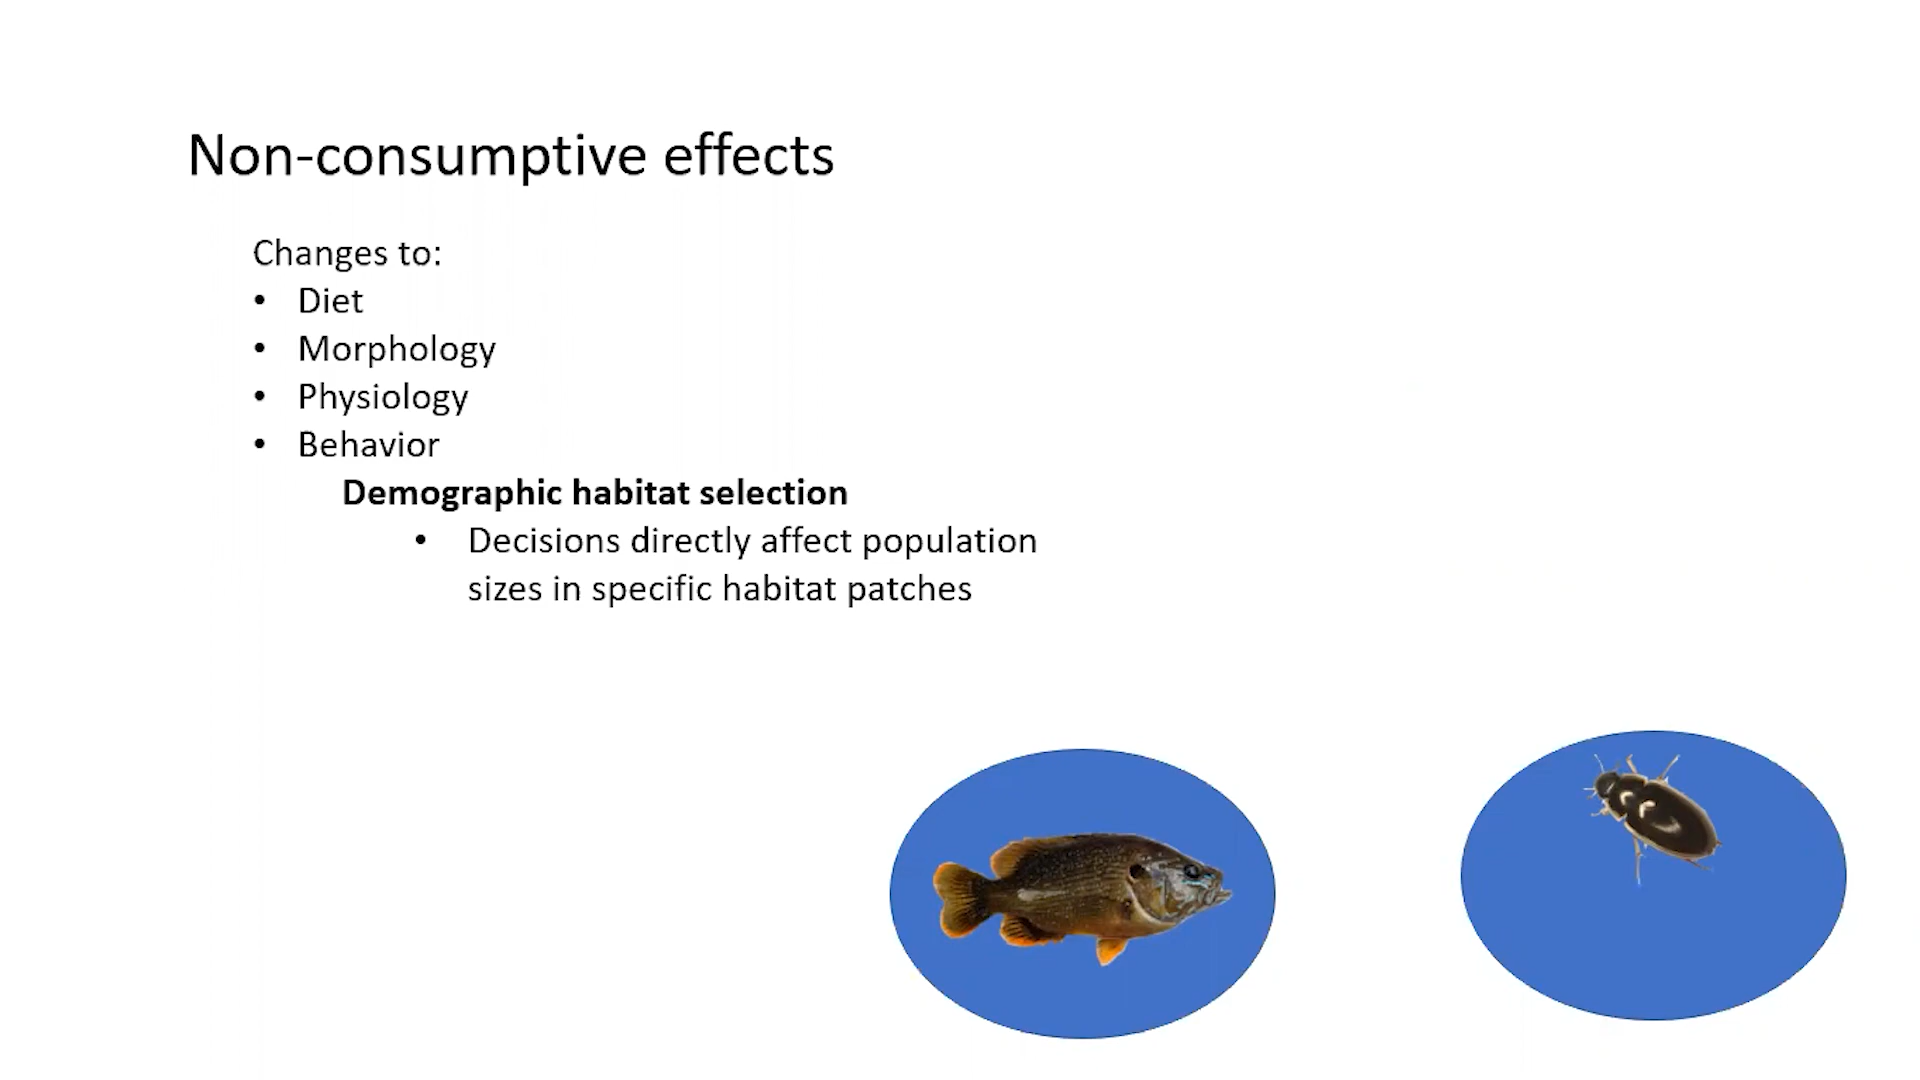 Non-consumptive effects
Changes to:
• Diet
• Morphology
• Physiology
• Behavior
Demographic habitat selection
• Decisions directly affect population
sizes in specific habitat patches